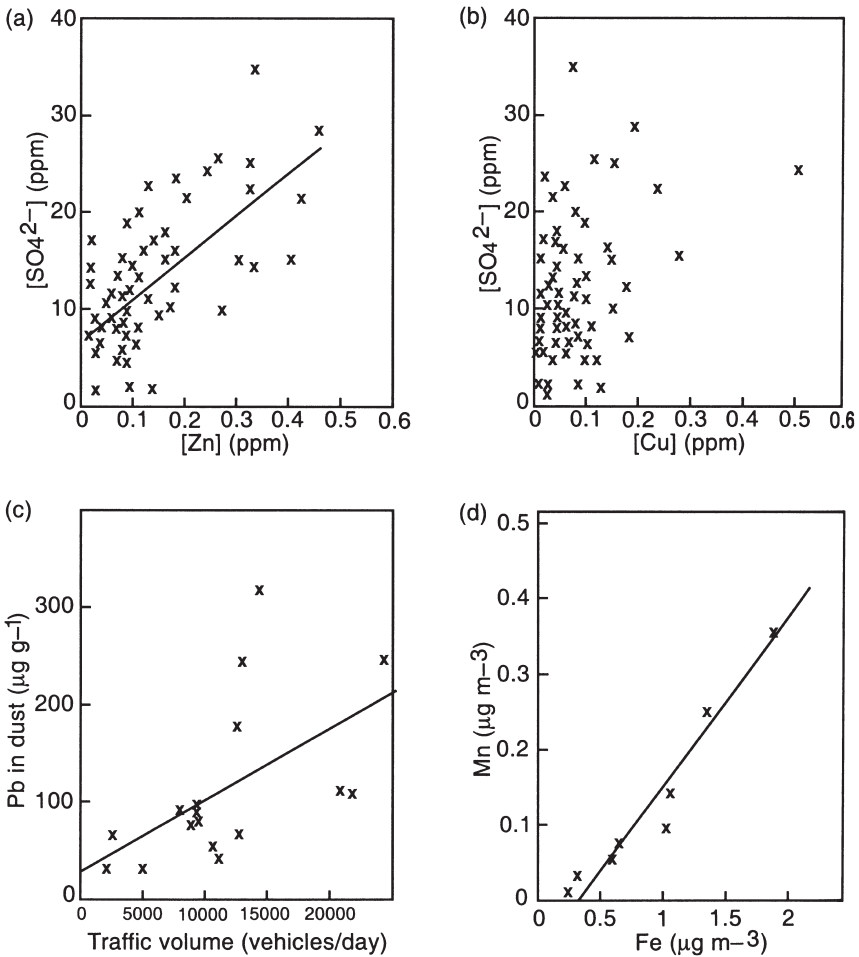 (a)
40
30
20
10
0
[SO4 2–] (ppm)
0 0.1 0.2 0.3 0.4 0.5 0.6
[Zn] (ppm)
(b)
40
30
20
10
0
[SO4 2–] (ppm)
0 0.1 0.2 0.3 0.4 0.5 0.6
[Cu] (ppm)
(c)
300
200
100
0
Pb in dust (µg g–1)
0 5000 10000 15000 20000
Traffic volume (vehicles/day)
(d)
0.5
0.4
0.3
0.2
0.1
0
Mn (µg m–3)
0 0.5 1 1.5 2
Fe (µg m–3)